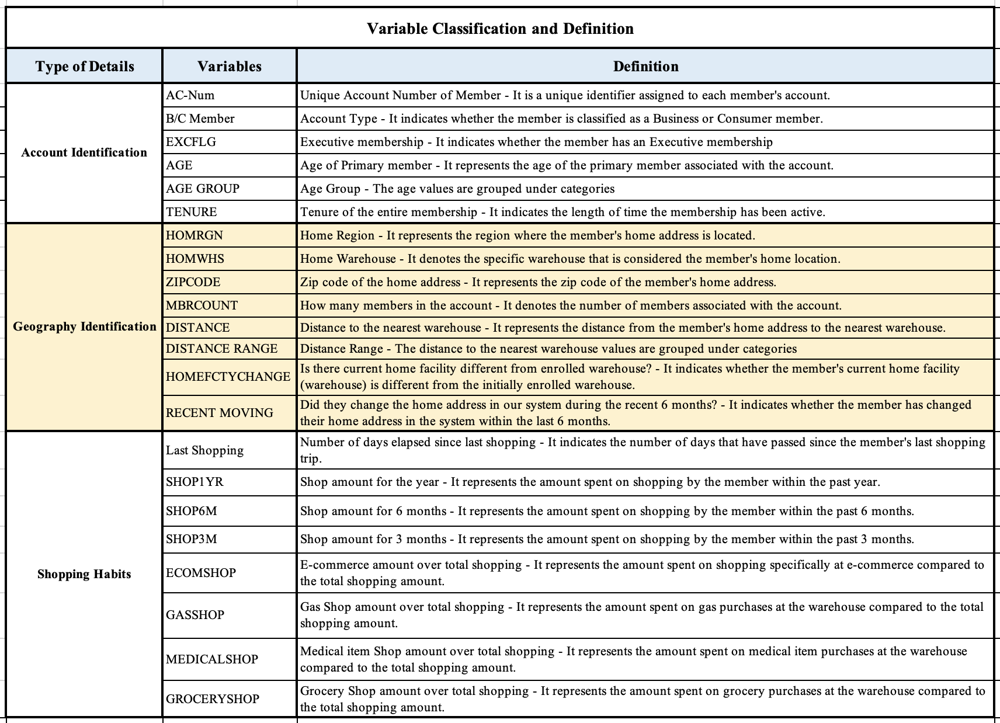 Variable Classification and Definition
Type of Details
Variables
Definition
Account Identification
AC-Num
Unique Account Number of Member - It is a unique identifier assigned to each member's account.
B/C Member
Account Type - It indicates whether the member is classified as a Business or Consumer member.
EXCFLG
Executive membership - It indicates whether the member has an Executive membership
AGE
Age of Primary member - It represents the age of the primary member associated with the account.
AGE GROUP
Age Group - The age values are grouped under categories
TENURE
Tenure of the entire membership - It indicates the length of time the membership has been active.
Geography Identification
HOMRGN
Home Region - It represents the region where the member's home address is located.
HOMWHS
Home Warehouse - It denotes the specific warehouse that is considered the member's home location.
ZIPCODE
Zip code of the home address - It represents the zip code of the member's home address.
MBRCOUNT
How many members in the account - It denotes the number of members associated with the account.
DISTANCE
Distance to the nearest warehouse - It represents the distance from the member's home address to the nearest warehouse.
DISTANCE RANGE
Distance Range - The distance to the nearest warehouse values are grouped under categories
HOMEFCTYCHANGE
Is there current home facility different from enrolled warehouse? - It indicates whether the member's current home facility
(warehouse) is different from the initially enrolled warehouse.
RECENT MOVING
Did they change the home address in our system during the recent 6 months? - It indicates whether the member has changed
their home address in the system within the last 6 months.
Shopping Habits
Last Shopping
Number of days elapsed since last shopping - It indicates the number of days that have passed since the member's last shopping
trip.
SHOP1YR
Shop amount for the year - It represents the amount spent on shopping by the member within the past year.
SHOP6M
Shop amount for 6 months - It represents the amount spent on shopping by the member within the past 6 months.
SHOP3M
Shop amount for 3 months - It represents the amount spent on shopping by the member within the past 3 months.
ECOMSHOP
E-commerce amount over total shopping - It represents the amount spent on shopping specifically at e-commerce compared to
the total shopping amount.
GASSHOP
Gas Shop amount over total shopping - It represents the amount spent on gas purchases at the warehouse compared to the total
shopping amount.
MEDICALSHOP
Medical item Shop amount over total shopping - It represents the amount spent on medical item purchases at the warehouse
compared to the total shopping amount.
GROCERYSHOP
Grocery Shop amount over total shopping - It represents the amount spent on grocery purchases at the warehouse compared to
the total shopping amount.